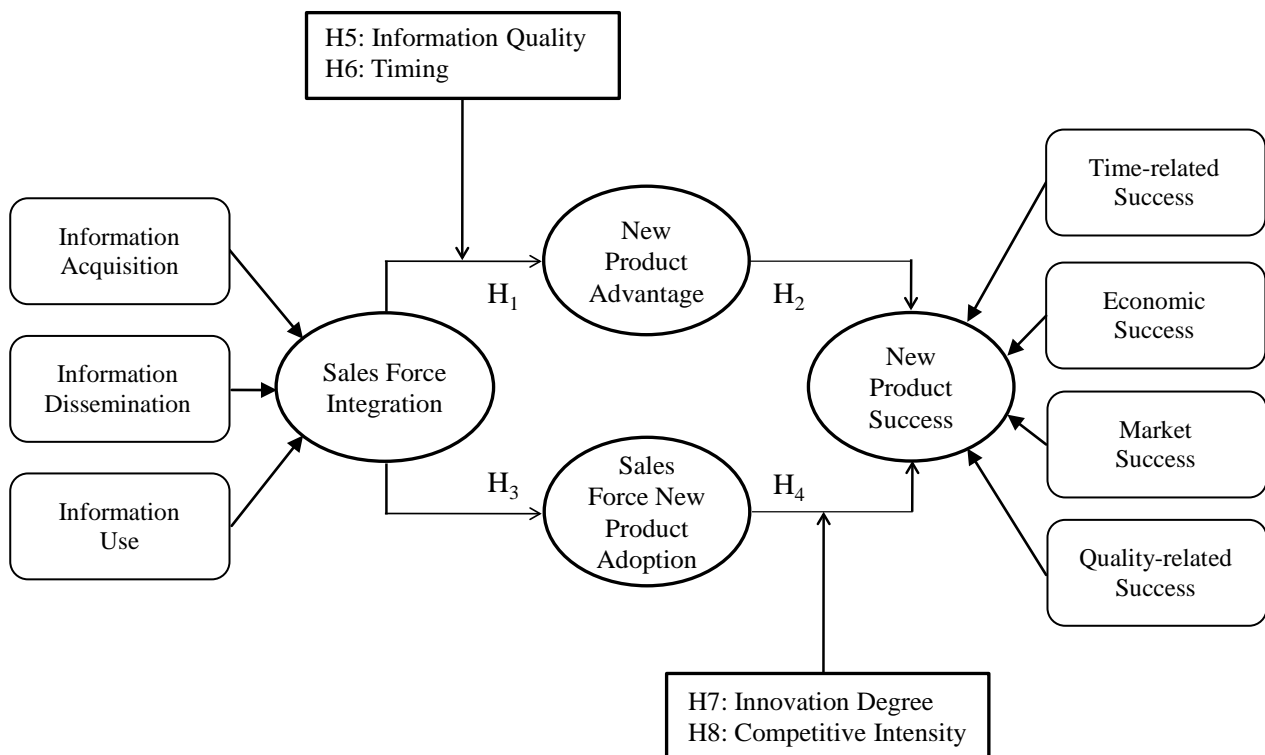 H5: Information Quality
H6: Timing
Information
Acquisition
Information
Dissemination
Information
Use
Sales Force
Integration
H1
New
Product
Advantage
H2
H3
Sales
Force New
Product
Adoption
H4
New
Product
Success
Time-related
Success
Economic
Success
Market
Success
Quality-related
Success
H7: Innovation Degree
H8: Competitive Intensity